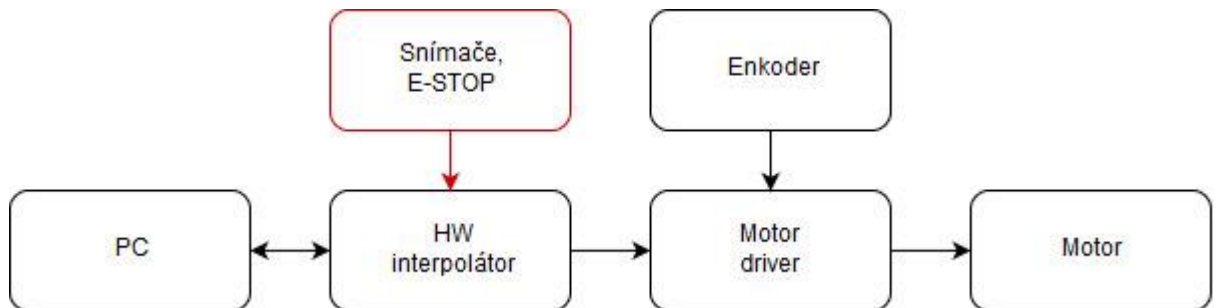 Snímače,
E-STOP
Enkoder
PC
HW
interpolátor
Motor
driver
Motor